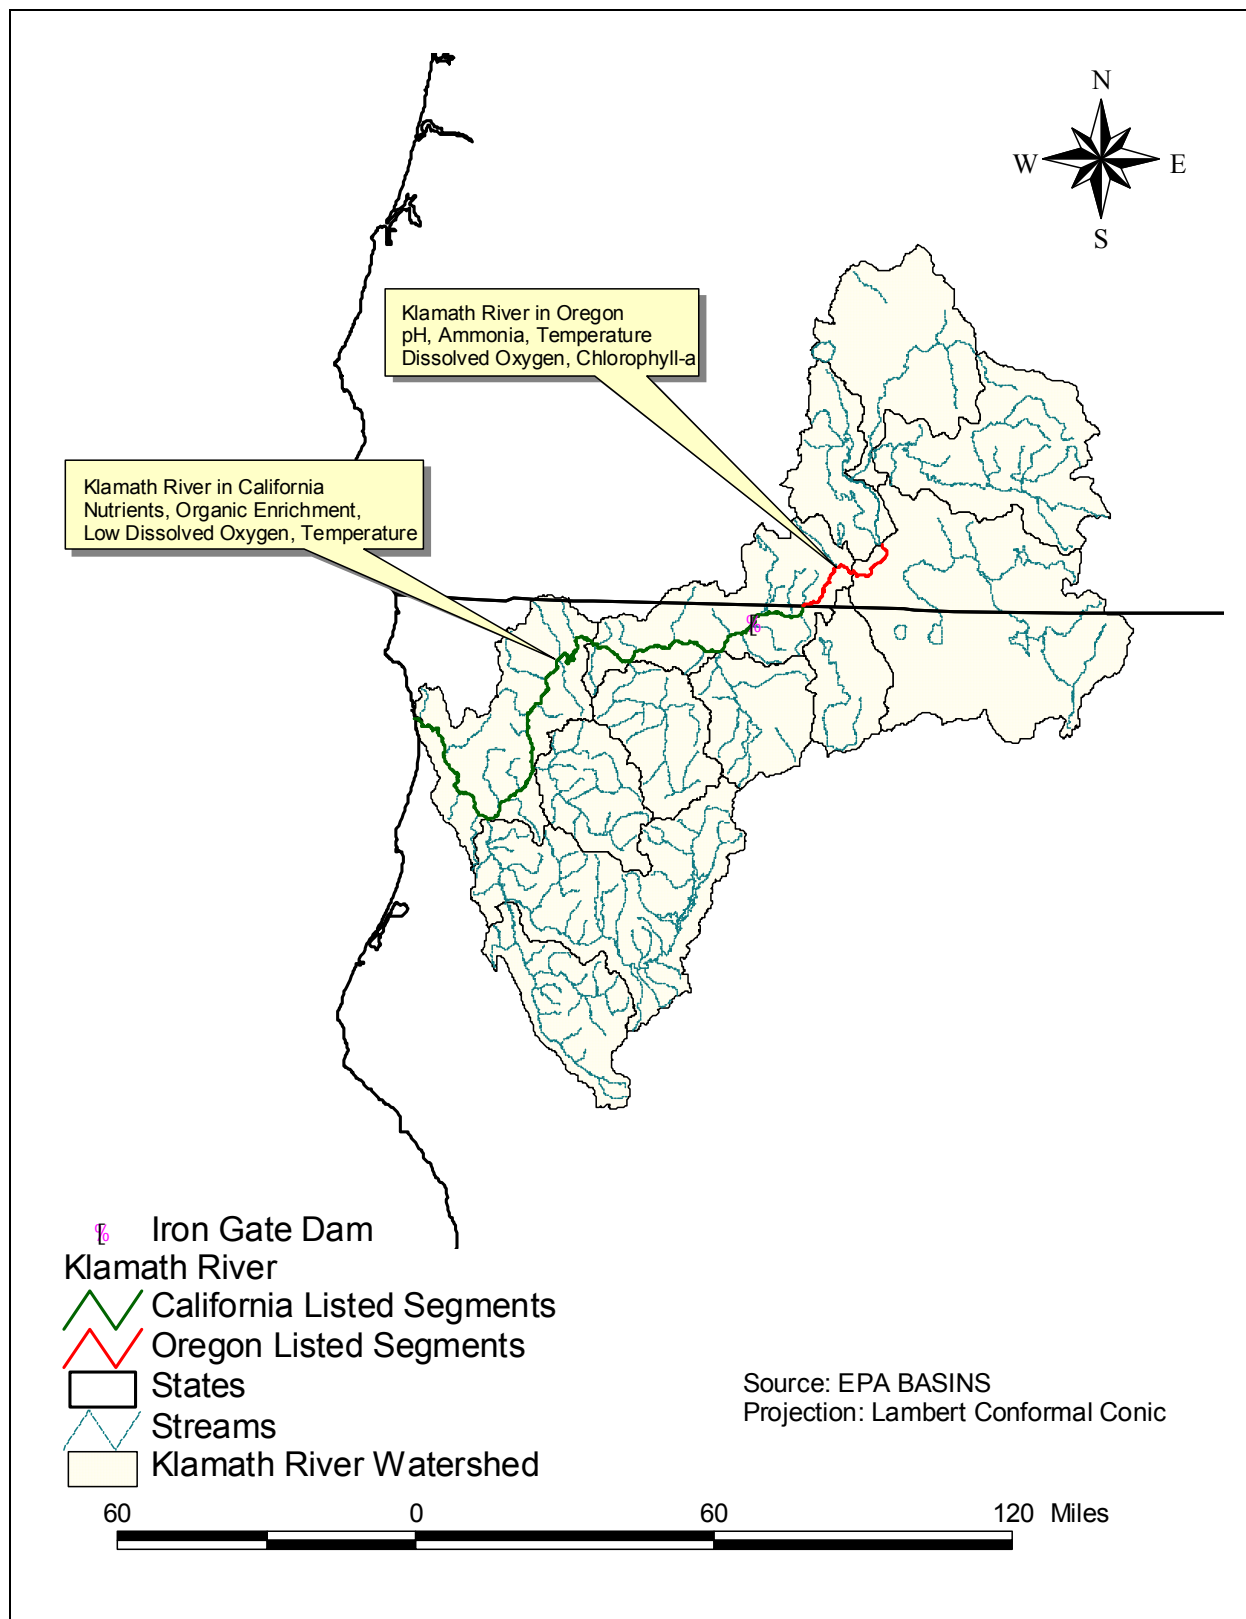 N
W E
S
Klamath River in Oregon
pH, Ammonia, Temperature
Dissolved Oxygen, Chlorophyll-a
Klamath River in California
Nutrients, Organic Enrichment,
Low Dissolved Oxygen, Temperature
%
% Iron Gate Dam
Klamath River
California Listed Segments
Oregon Listed Segments
States
Streams
Klamath River Watershed
Source: EPA BASINS
Projection: Lambert Conformal Conic
60 0 60 120 Miles